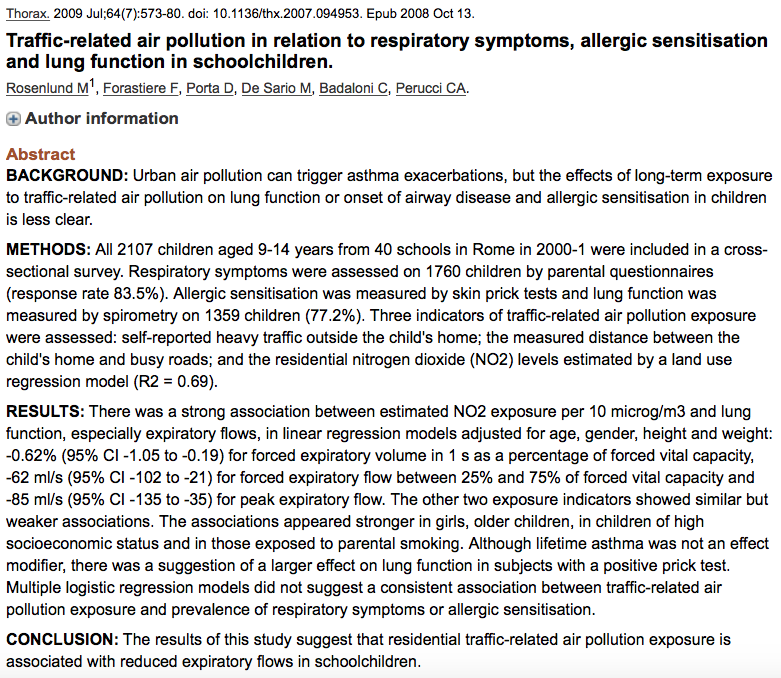 Thorax. 2009 Jul;64(7):573-80. doi: 10.1136/thx.2007.094953. Epub 2008 Oct 13.
Traffic-related air pollution in relation to respiratory symptoms, allergic sensitisation
and lung function in schoolchildren.
Rosenlund M1, Forastiere F, Porta D, De Sario M, Badaloni C, Perucci CA.
Author information
Abstract
BACKGROUND: Urban air pollution can trigger asthma exacerbations, but the effects of long-term exposure
to traffic-related air pollution on lung function or onset of airway disease and allergic sensitisation in children
is less clear.
METHODS: All 2107 children aged 9-14 years from 40 schools in Rome in 2000-1 were included in a cross-
sectional survey. Respiratory symptoms were assessed on 1760 children by parental questionnaires
(response rate 83.5%). Allergic sensitisation was measured by skin prick tests and lung function was
measured by spirometry on 1359 children (77.2%). Three indicators of traffic-related air pollution exposure
were assessed: self-reported heavy traffic outside the child's home; the measured distance between the
child's home and busy roads; and the residential nitrogen dioxide (NO2) levels estimated by a land use
regression model (R2 = 0.69).
RESULTS: There was a strong association between estimated NO2 exposure per 10 microg/m3 and lung
function, especially expiratory flows, in linear regression models adjusted for age, gender, height and weight:
-0.62% (95% CI -1.05 to -0.19) for forced expiratory volume in 1 s as a percentage of forced vital capacity,
-62 ml/s (95% CI -102 to -21) for forced expiratory flow between 25% and 75% of forced vital capacity and
-85 ml/s (95% CI -135 to -35) for peak expiratory flow. The other two exposure indicators showed similar but
weaker associations. The associations appeared stronger in girls, older children, in children of high
socioeconomic status and in those exposed to parental smoking. Although lifetime asthma was not an effect
modifier, there was a suggestion of a larger effect on lung function in subjects with a positive prick test.
Multiple logistic regression models did not suggest a consistent association between traffic-related air
pollution exposure and prevalence of respiratory symptoms or allergic sensitisation.
CONCLUSION: The results of this study suggest that residential traffic-related air pollution exposure is
associated with reduced expiratory flows in schoolchildren.